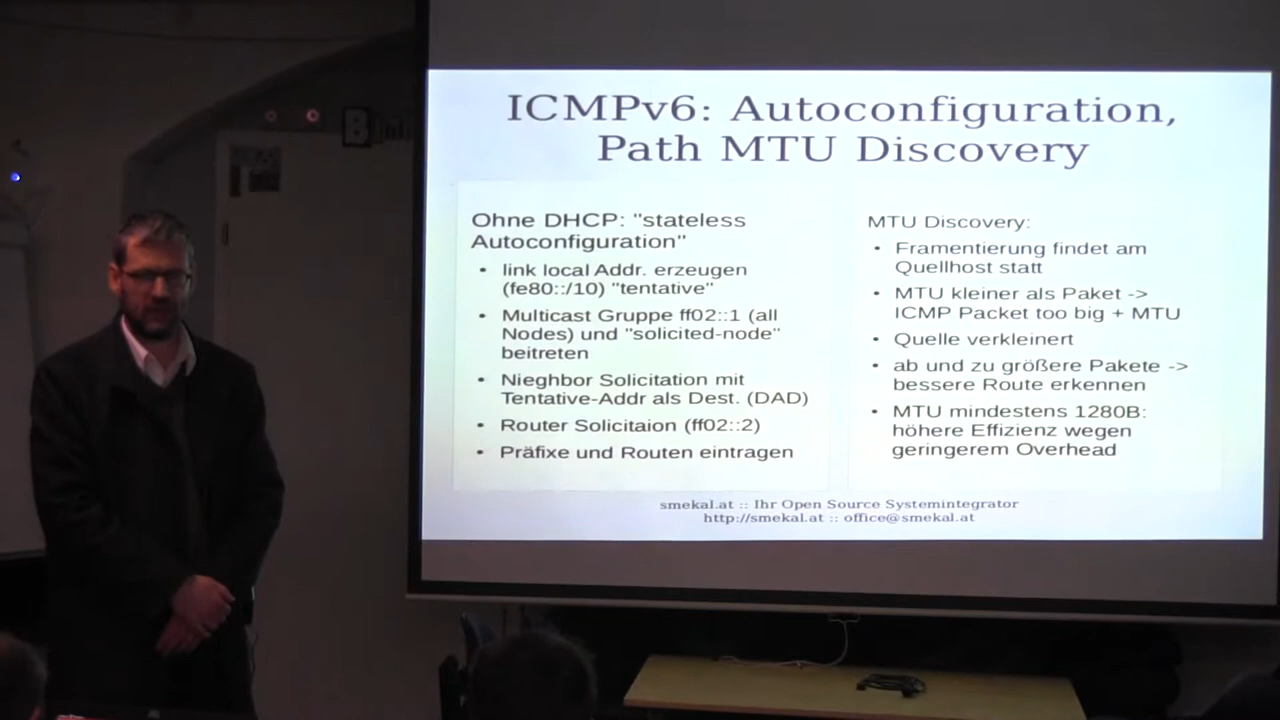 ICMPv6: Autoconfiguration,
Path MTU Discovery
Ohne DHCP: "stateless
Autoconfiguration"
• link local Addr. erzeugen
(fe80::/10) "tentative"
• Multicast Gruppe ff02::1 (all
Nodes) und "solicited-node"
beitreten
• Nieghbor Solicitation mit
Tentative-Addr als Dest. (DAD)
• Router Solicitaion (ff02::2)
• Präfixe und Routen eintragen
MTU Discovery:
• Framentierung findet am
Quellhost statt
• MTU kleiner als Paket ->
ICMP Packet too big + MTU
• Quelle verkleinert
• ab und zu größere Pakete ->
bessere Route erkennen
• MTU mindestens 1280B:
höhere Effizienz wegen
geringerem Overhead
smekal.at :: Ihr Open Source Systemintegrator
http://smekal.at :: office@smekal.at